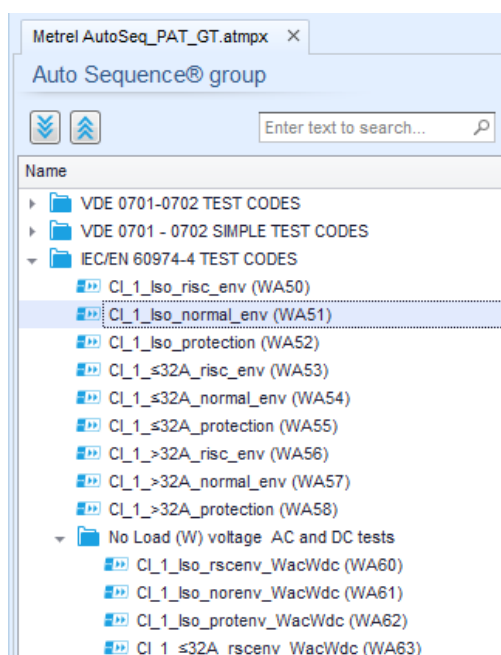 Metrel AutoSeq_PAT_GT.atmpx
Auto Sequence® group
Enter text to search...
Name
VDE 0701-0702 TEST CODES
VDE 0701 - 0702 SIMPLE TEST CODES
IEC/EN 60974-4 TEST CODES
Cl_1_Iso_risc_env (WA50)
Cl_1_Iso_normal_env (WA51)
Cl_1_Iso_protection (WA52)
Cl_1_≤32A_risc_env (WA53)
Cl_1_≤32A_normal_env (WA54)
Cl_1_≤32A_protection (WA55)
Cl_1_>32A_risc_env (WA56)
Cl_1_>32A_normal_env (WA57)
Cl_1_>32A_protection (WA58)
No Load (W) voltage AC and DC tests
Cl_1_Iso_rscenv_WacWdc (WA60)
Cl_1_Iso_norenv_WacWdc (WA61)
Cl_1_Iso_protenv_WacWdc (WA62)
Cl_1_≤32A_rscenv_WacWdc (WA63)